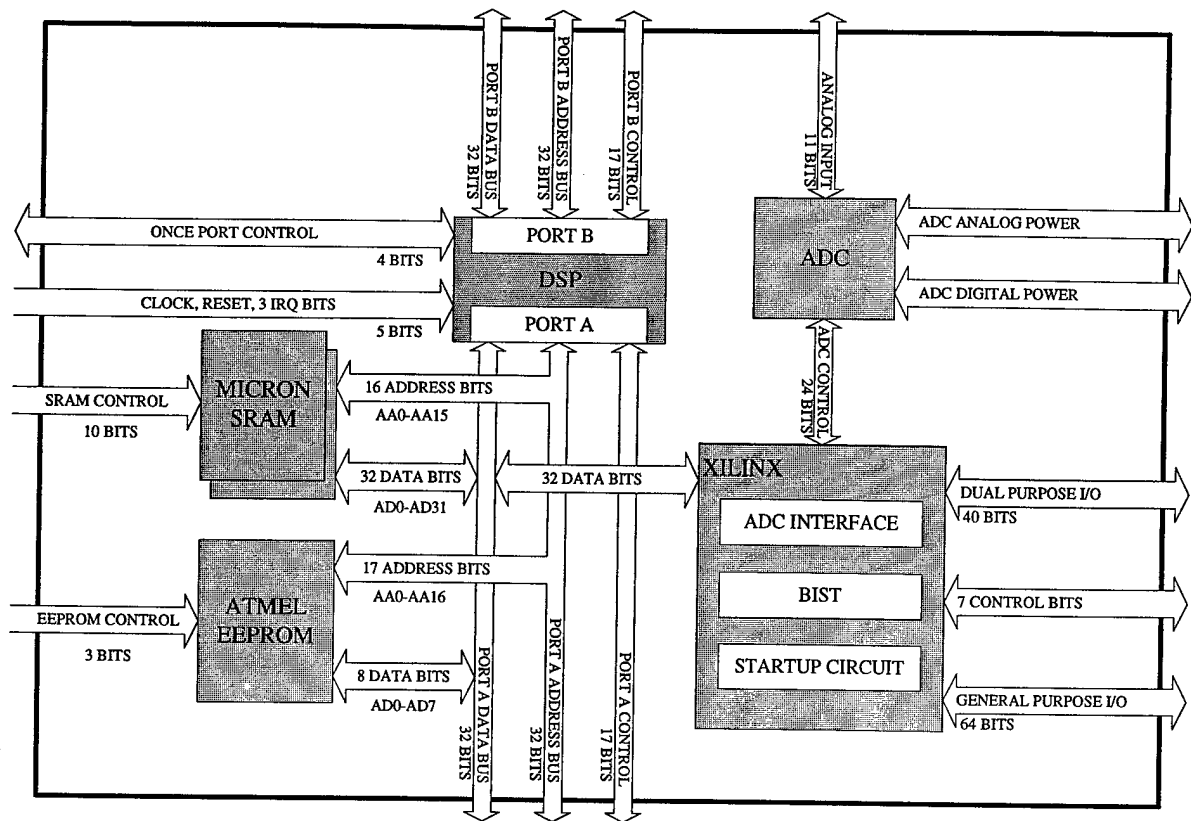 PORT B DATA BUS
32 BITS
PORT B ADDRESS BUS
32 BITS
PORT B CONTROL
17 BITS
ANALOG INPUT
11 BITS
ONCE PORT CONTROL
4 BITS
PORT B
DSP
PORT A
CLOCK, RESET, 3 IRQ BITS
5 BITS
ADC
ADC ANALOG POWER
ADC DIGITAL POWER
ADC CONTROL
24 BITS
MICRON
SRAM
SRAM CONTROL
10 BITS
16 ADDRESS BITS
AA0-AA15
32 DATA BITS
AD0-AD31
32 DATA BITS
XILINX
ADC INTERFACE
BIST
STARTUP CIRCUIT
DUAL PURPOSE I/O
40 BITS
7 CONTROL BITS
GENERAL PURPOSE I/O
64 BITS
17 ADDRESS BITS
AA0-AA16
ATMEL
EEPROM
EEPROM CONTROL
3 BITS
8 DATA BITS
AD0-AD7
PORT A DATA BUS
32 BITS
PORT A ADDRESS BUS
32 BITS
PORT A CONTROL
17 BITS